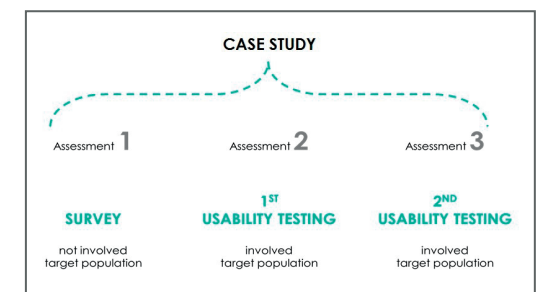 CASE STUDY
Assessment 1
Assessment 2
Assessment 3
SURVEY
1ST
USABILITY TESTING
2ND
USABILITY TESTING
not involved
target population
involved
target population
involved
target population